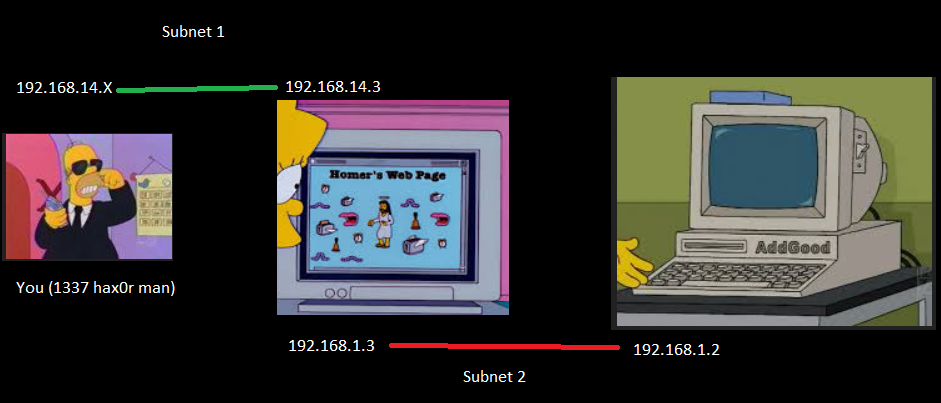 Subnet 1
192.168.14.X
192.168.14.3
Homer's Web Page
AddGood
You (1337 hax0r man)
192.168.1.3
192.168.1.2
Subnet 2